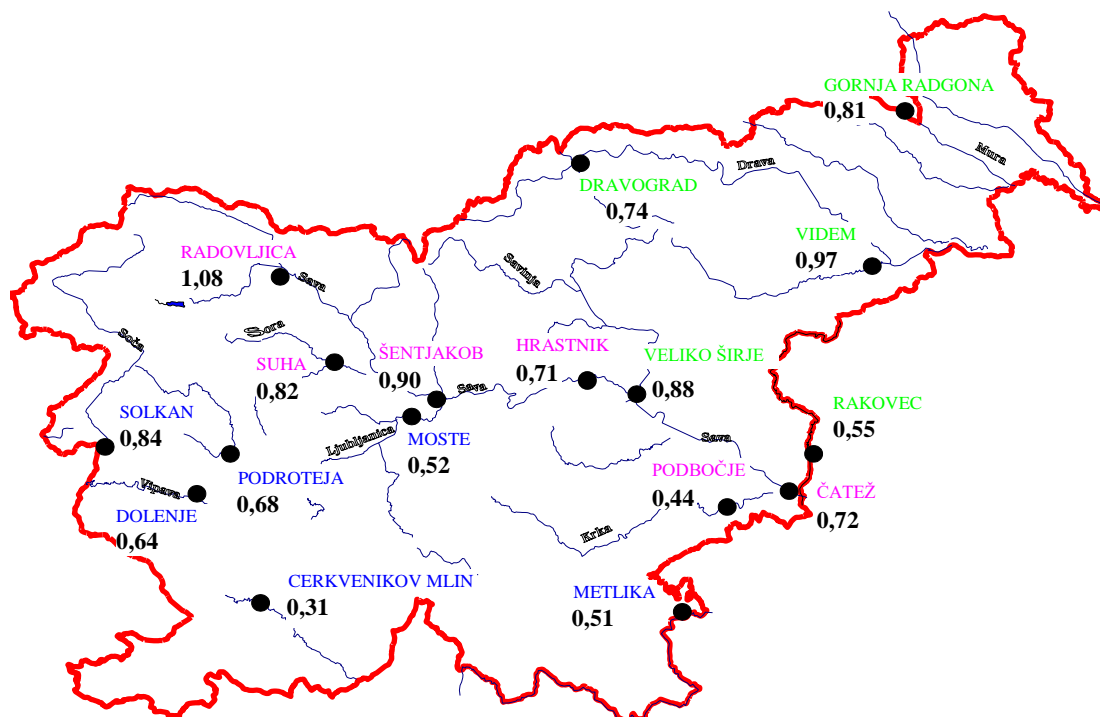 GORNJA RADGONA
0,81
Mura
Drava
DRAVOGRAD
0,74
VIDEM
0,97
RADOVLJICA
1,08
Sava
Savinja
Soča
Sora
SUHA
0,82
ŠENTJAKOB
0,90
Sava
HRASTNIK
0,71
VELIKO ŠIRJE
0,88
SOLKAN
0,84
Ljubljanica
MOSTE
0,52
RAKOVEC
0,55
Sava
PODROTEJA
0,68
PODBOČJE
0,44
ČATEŽ
0,72
Vipava
DOLENJE
0,64
Krka
CERKVENIKOV MLIN
0,31
METLIKA
0,51